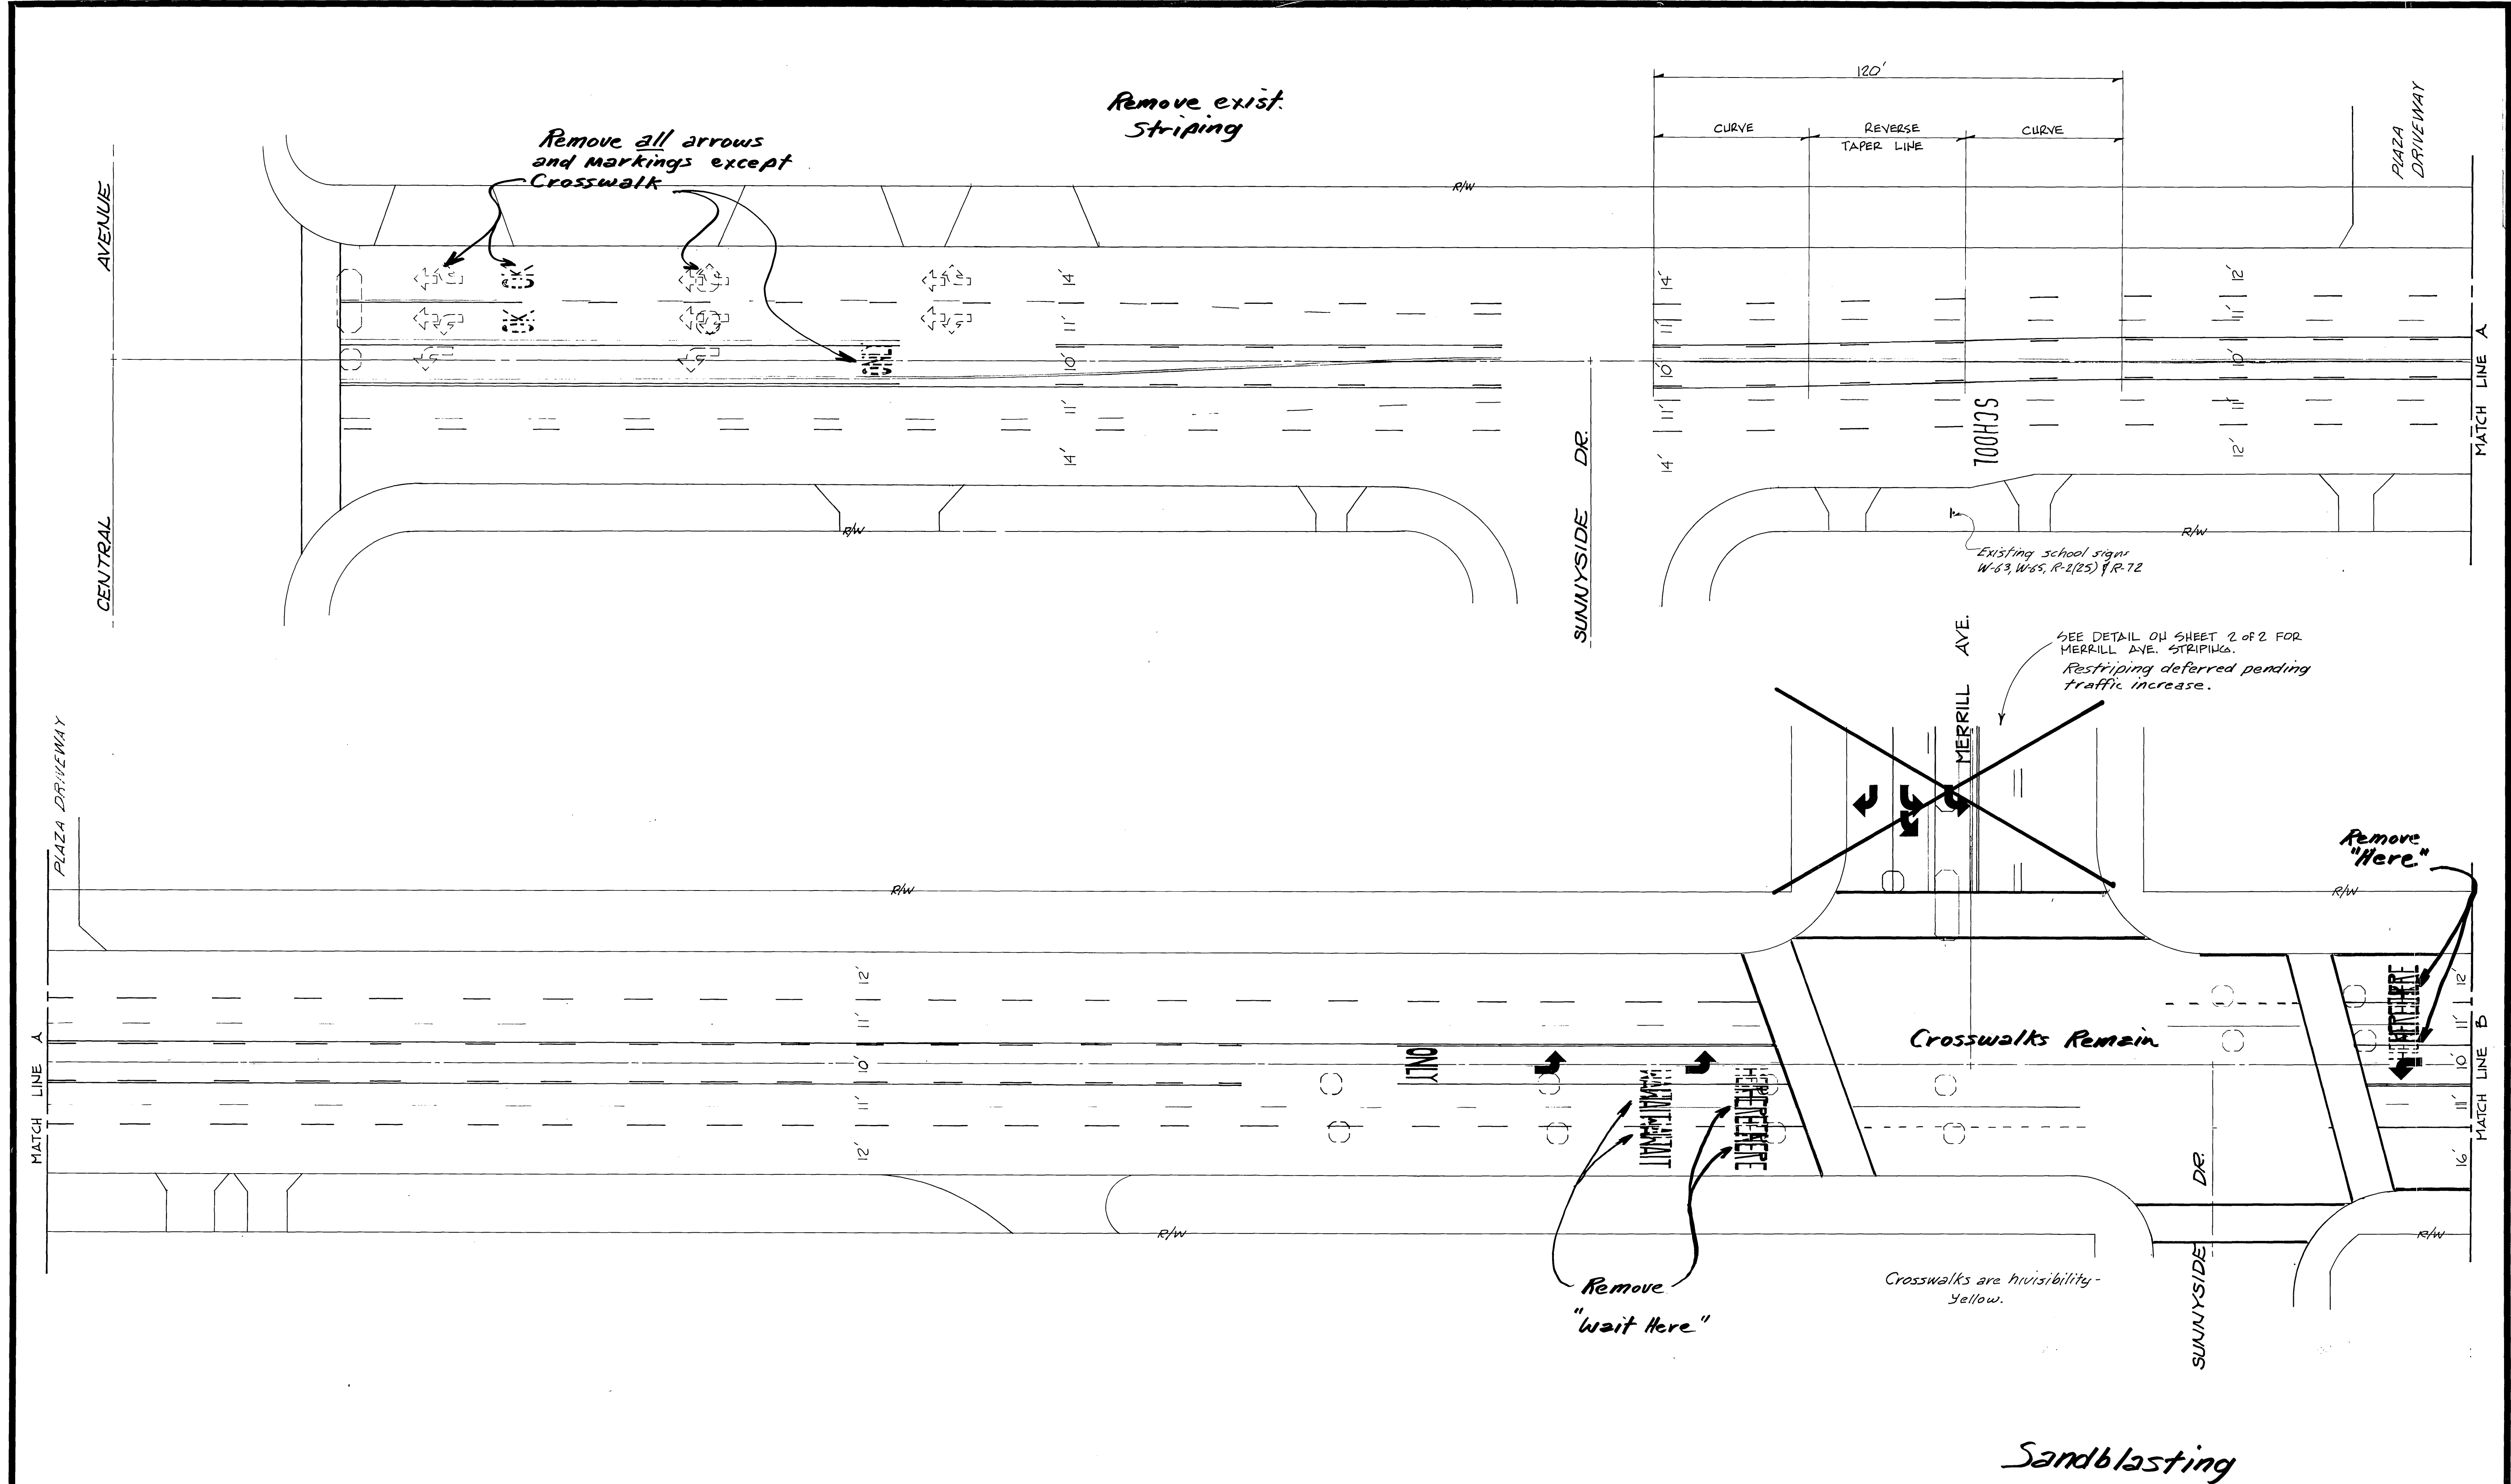 120'
Remove exist.
Striping
CURVE
REVERSE
TAPER LINE
CURVE
PLAZA
DRIVEWAY
Remove all arrows
and Markings except
Crosswalk
R/W
CENTRAL AVENUE
14'
11'
10'
11'
14'
14'
11'
10'
11'
14'
12'
11'
10'
11'
12'
SCHOOL
MATCH LINE A
R/W
SUNNYSIDE DR.
R/W
Existing school signs
W-63, W-65, R-2(25) & R-72
MERRILL AVE.
SEE DETAIL ON SHEET 2 of 2 FOR
MERRILL AVE. STRIPING.
Restriping deferred pending
traffic increase.
PLAZA DRIVEWAY
MERRILL
Remove
"Here."
R/W
R/W
MATCH LINE A
12'
11'
10'
11'
12'
ONLY
Crosswalks Remain
12'
11'
10'
11'
16'
MATCH LINE B
R/W
R/W
SUNNYSIDE DR.
Remove
"Wait Here"
Crosswalks are hivisibility-
Yellow.
Sandblasting